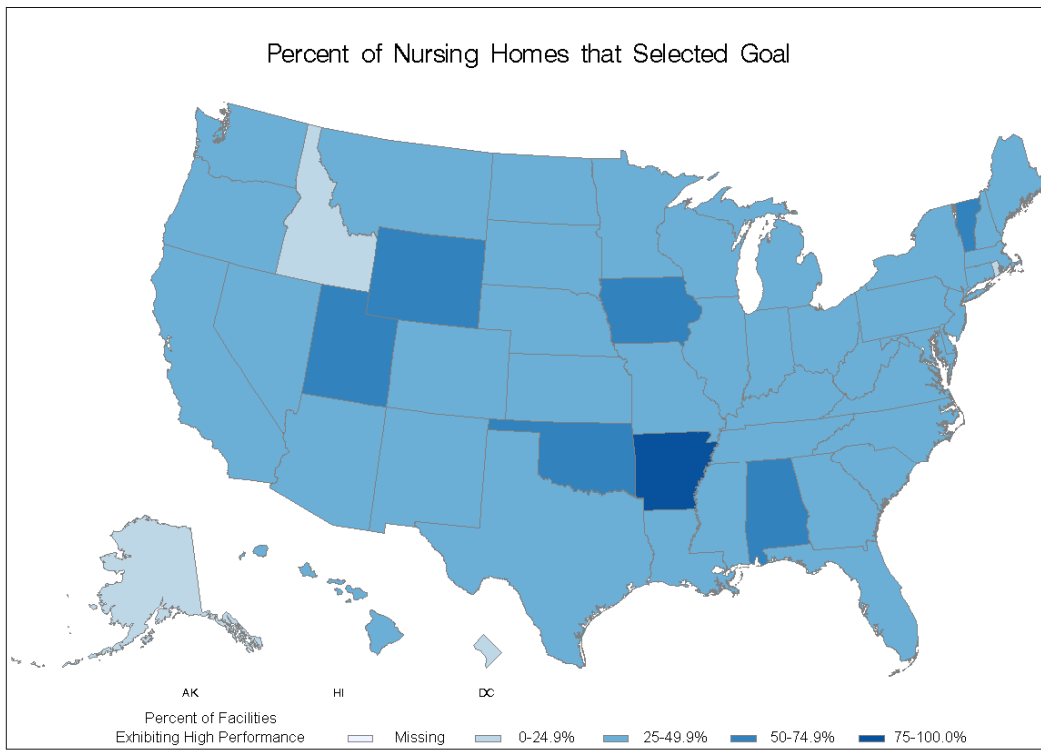 Percent of Nursing Homes that Selected Goal
AK HI DC
Percent of Facilities
Exhibiting High Performance Missing 0-24.9% 25-49.9% 50-74.9% 75-100.0%